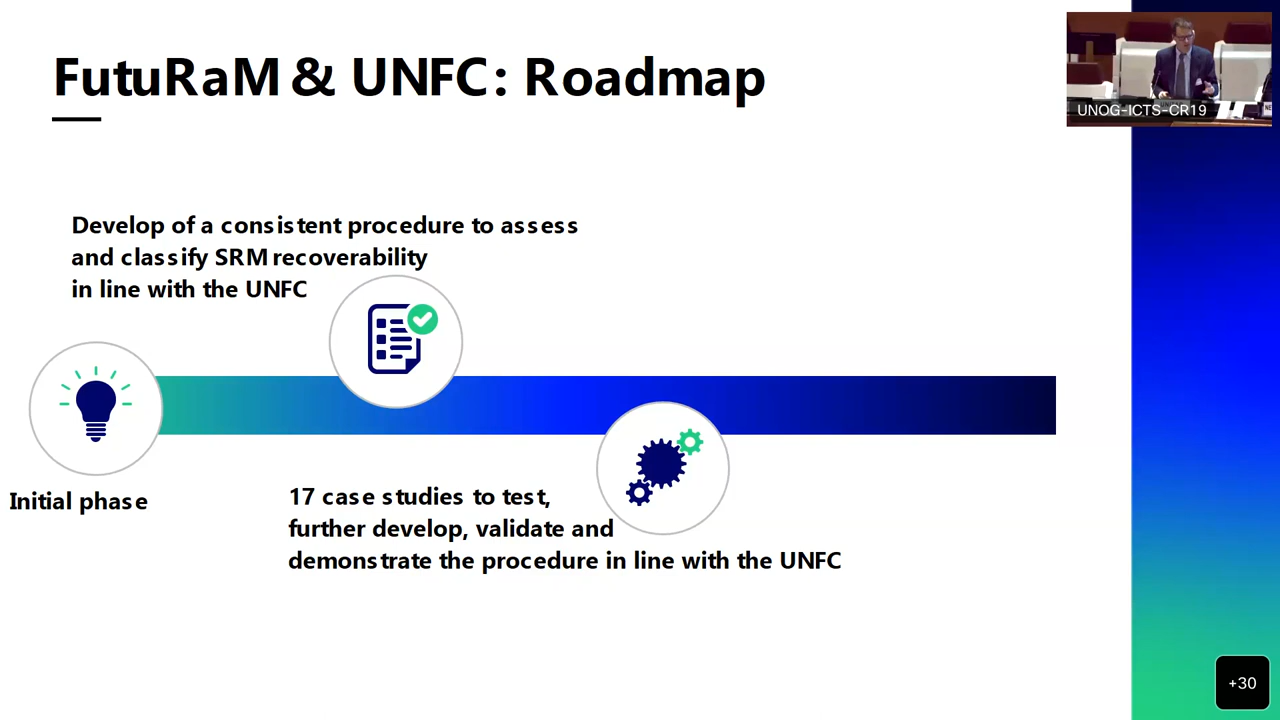 FutuRaM & UNFC: Roadmap
UNOG-ICTS-CR19
Develop of a consistent procedure to assess
and classify SRM recoverability
in line with the UNFC
Initial phase
17 case studies to test,
further develop, validate and
demonstrate the procedure in line with the UNFC
+30